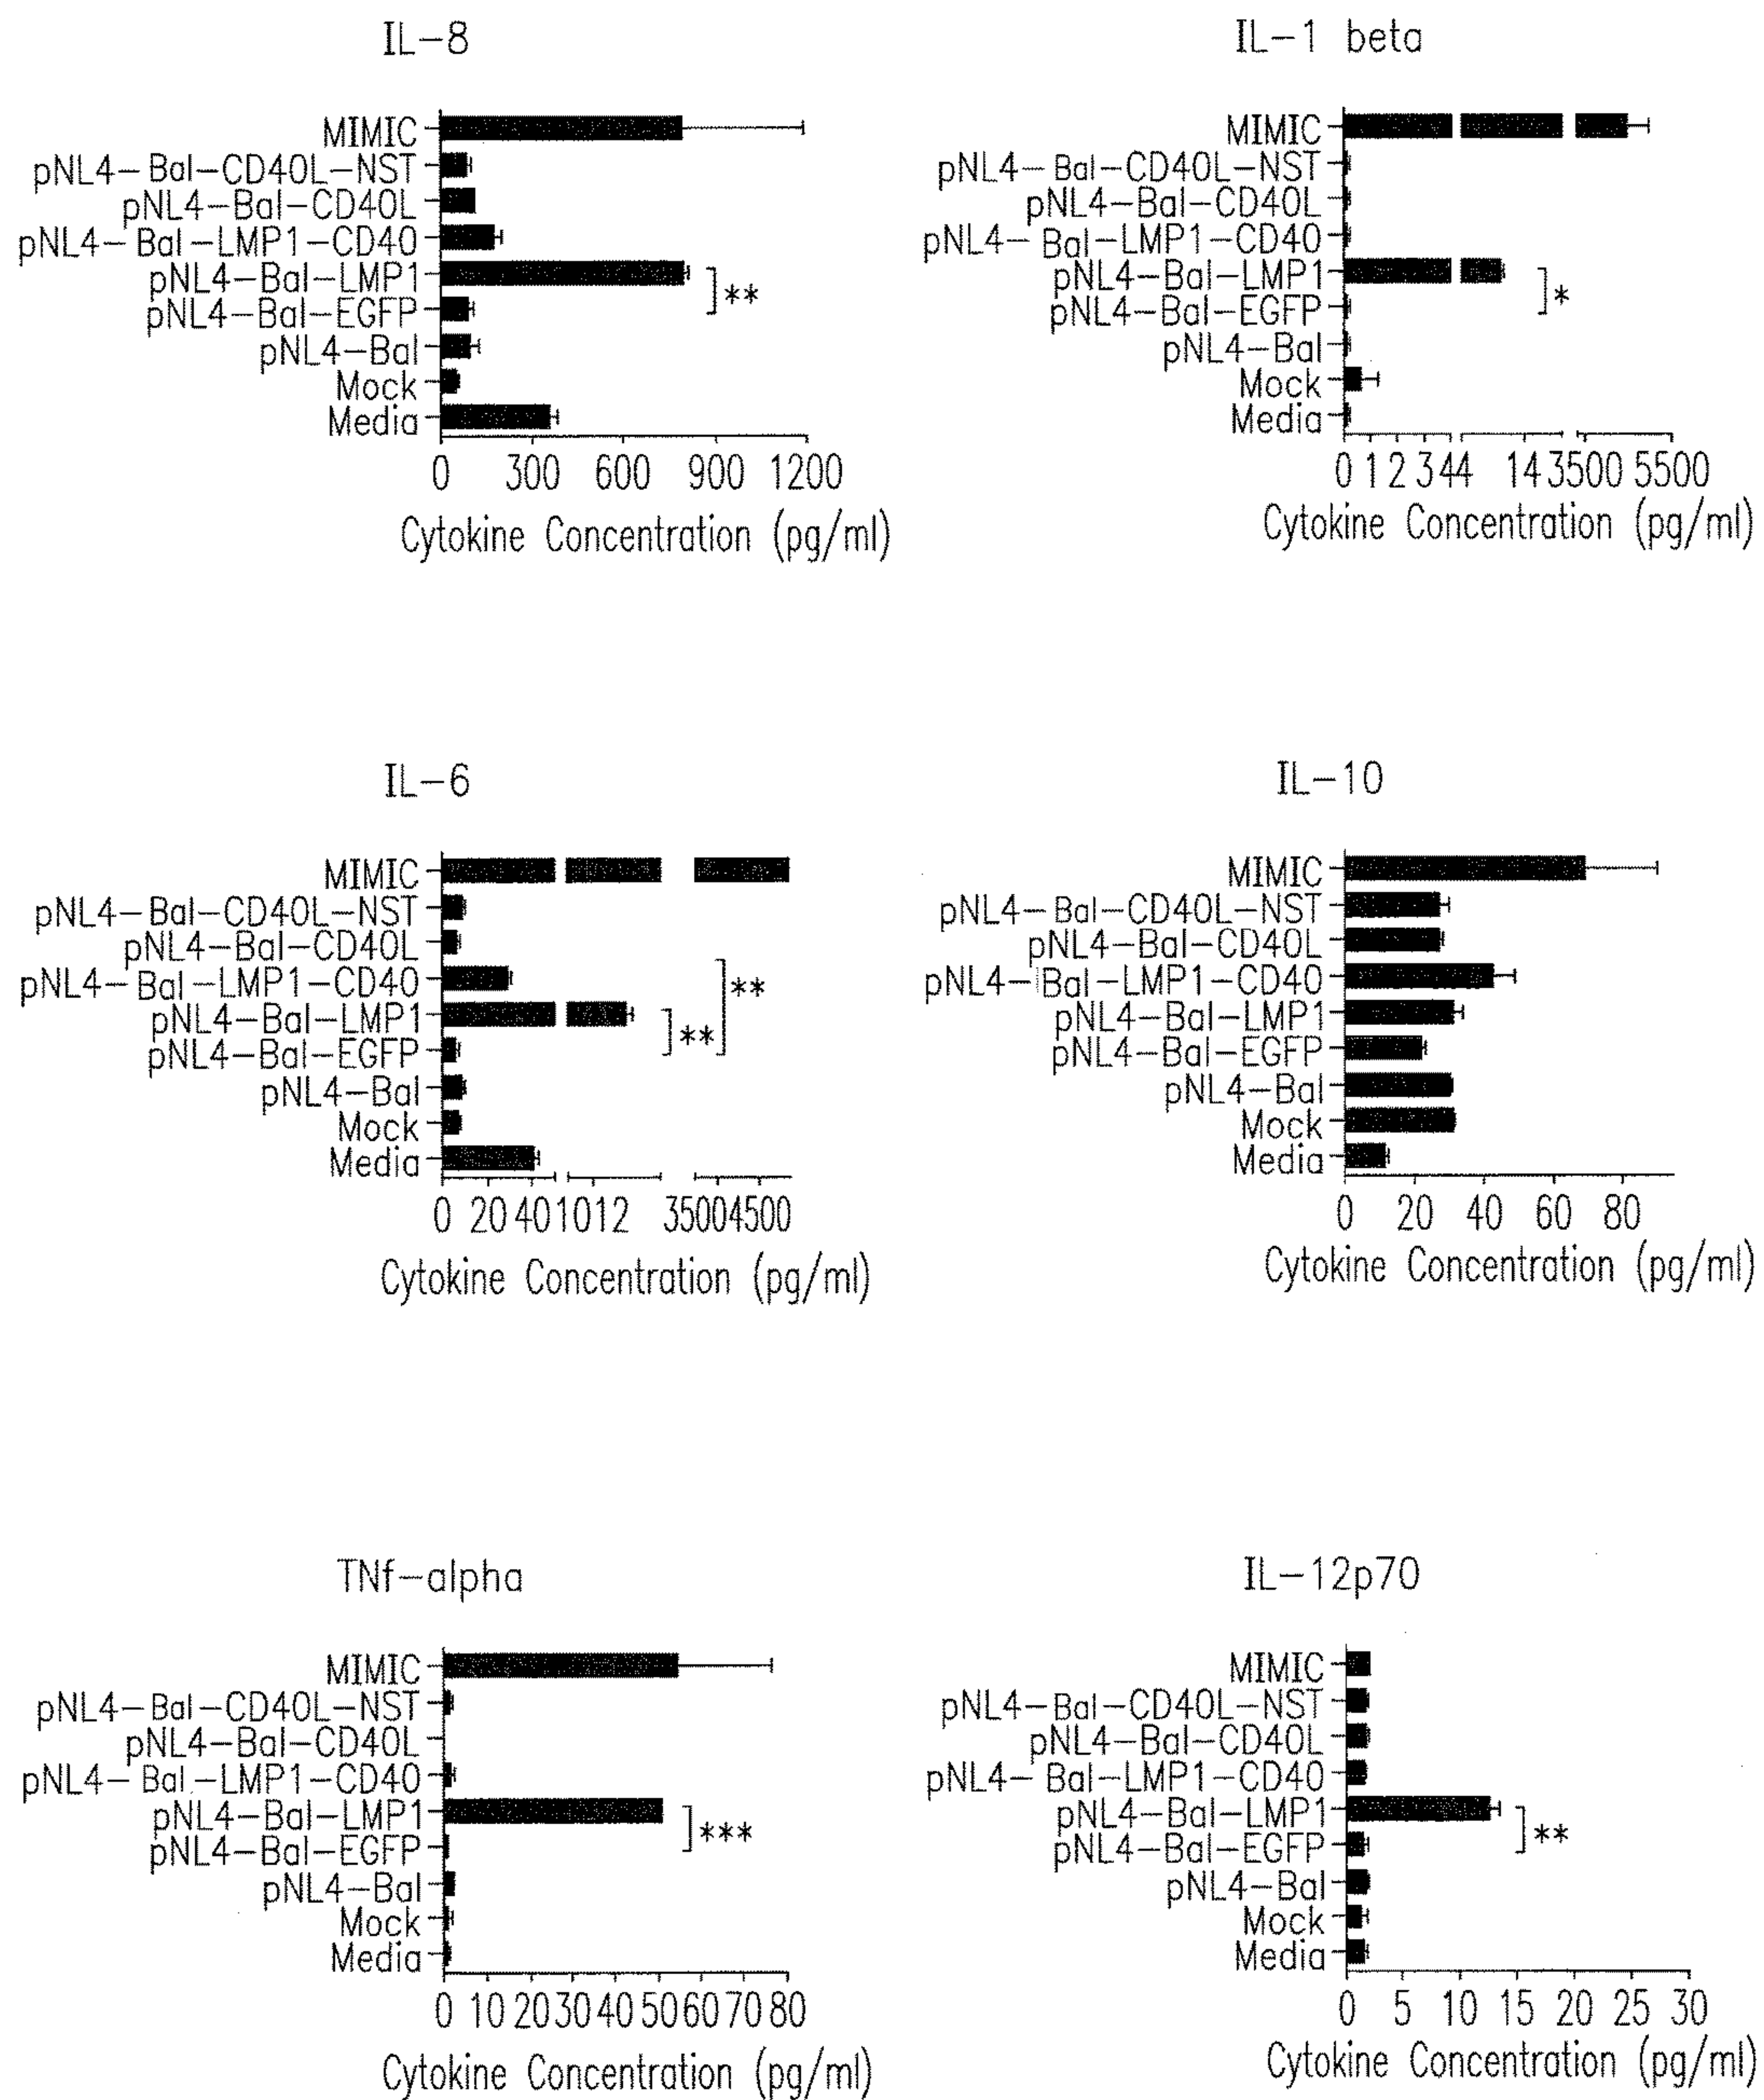 IL-8
MIMIC
pNL4-Bal-CD40L-NST
pNL4-Bal-CD40L
pNL4-Bal-LMP1-CD40
pNL4-Bal-LMP1
**
pNL4-Bal-EGFP
pNL4-Bal
Mock
Media
0 300 600 900 1200
Cytokine Concentration (pg/ml)
IL-1 beta
MIMIC
pNL4-Bal-CD40L-NST
pNL4-Bal-CD40L
pNL4-Bal-LMP1-CD40
pNL4-Bal-LMP1
*
pNL4-Bal-EGFP
pNL4-Bal
Mock
Media
0 1 2 3 4 4 14 3500 5500
Cytokine Concentration (pg/ml)
IL-6
MIMIC
pNL4-Bal-CD40L-NST
pNL4-Bal-CD40L
pNL4-Bal-LMP1-CD40
**
pNL4-Bal-LMP1
**
pNL4-Bal-EGFP
pNL4-Bal
Mock
Media
0 20 40 1012 3500 4500
Cytokine Concentration (pg/ml)
IL-10
MIMIC
pNL4-Bal-CD40L-NST
pNL4-Bal-CD40L
pNL4-Bal-LMP1-CD40
pNL4-Bal-LMP1
pNL4-Bal-EGFP
pNL4-Bal
Mock
Media
0 20 40 60 80
Cytokine Concentration (pg/ml)
TNf-alpha
MIMIC
pNL4-Bal-CD40L-NST
pNL4-Bal-CD40L
pNL4-Bal-LMP1-CD40
pNL4-Bal-LMP1
***
pNL4-Bal-EGFP
pNL4-Bal
Mock
Media
0 10 20 30 40 50 60 70 80
Cytokine Concentration (pg/ml)
IL-12p70
MIMIC
pNL4-Bal-CD40L-NST
pNL4-Bal-CD40L
pNL4-Bal-LMP1-CD40
pNL4-Bal-LMP1
**
pNL4-Bal-EGFP
pNL4-Bal
Mock
Media
0 5 10 15 20 25 30
Cytokine Concentration (pg/ml)